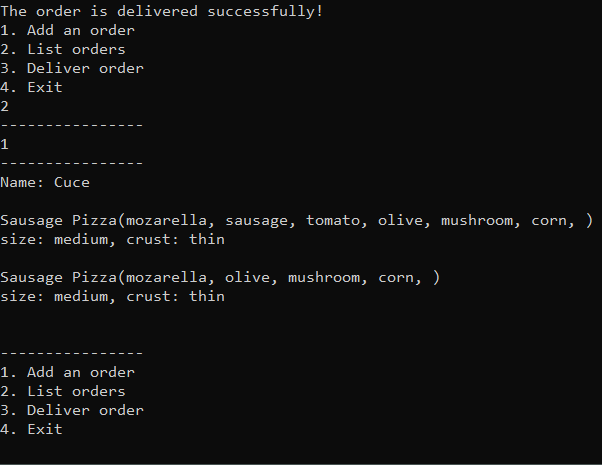 The order is delivered successfully!
1. Add an order
2. List orders
3. Deliver order
4. Exit
2
----------------
1
----------------
Name: Cuce
Sausage Pizza(mozarella, sausage, tomato, olive, mushroom, corn, )
size: medium, crust: thin
Sausage Pizza(mozarella, olive, mushroom, corn, )
size: medium, crust: thin
----------------
1. Add an order
2. List orders
3. Deliver order
4. Exit